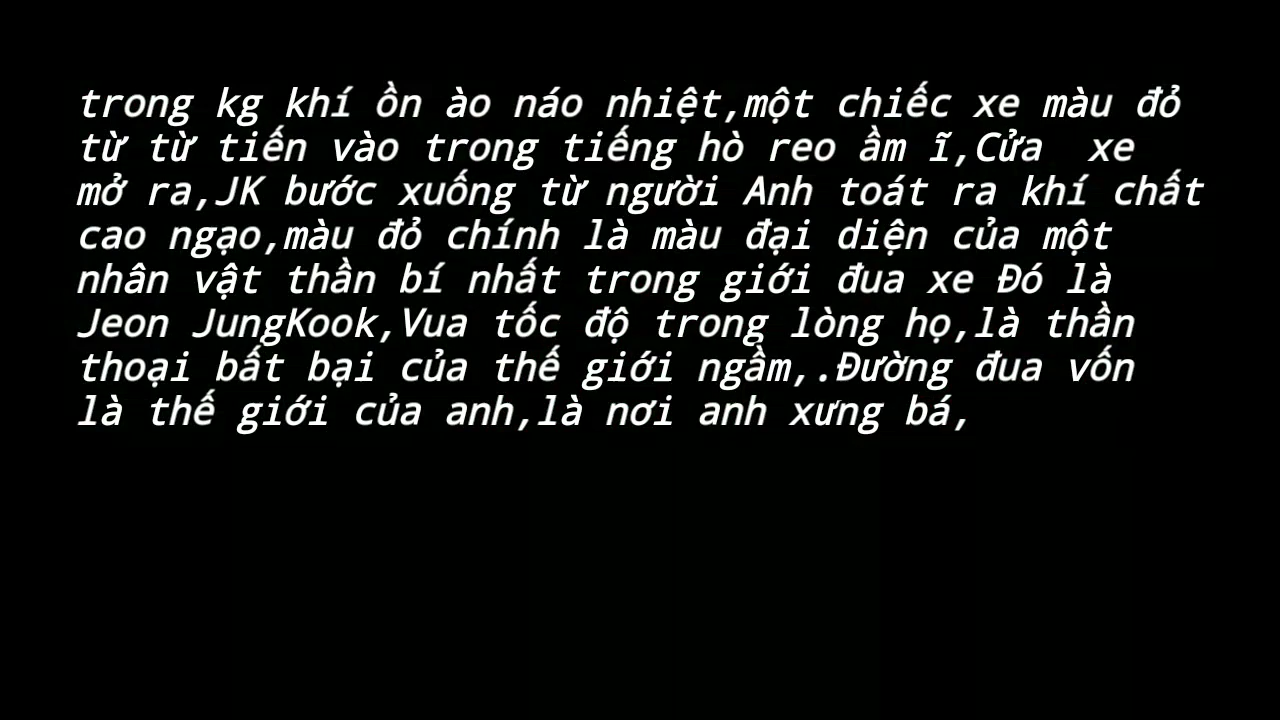 trong kg khí ồn ào náo nhiệt,một chiếc xe màu đỏ
từ từ tiến vào trong tiếng hò reo ầm ĩ,Cửa  xe
mở ra,JK bước xuống từ người Anh toát ra khí chất
cao ngạo,màu đỏ chính là màu đại diện của một
nhân vật thần bí nhất trong giới đua xe Đó là
Jeon JungKook,Vua tốc độ trong lòng họ,là thần
thoại bất bại của thế giới ngầm,.Đường đua vốn
là thế giới của anh,là nơi anh xưng bá,